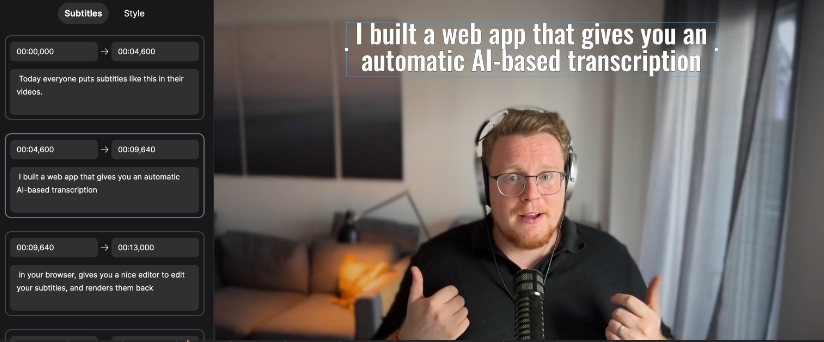 Subtitles
Style
00:00,000 → 00:04,600
Today everyone puts subtitles like this in their
videos.
00:04,600 → 00:09,640
I built a web app that gives you an automatic
AI-based transcription
00:09,640 → 00:13,000
in your browser, gives you a nice editor to edit
your subtitles, and renders them back
I built a web app that gives you an
automatic AI-based transcription